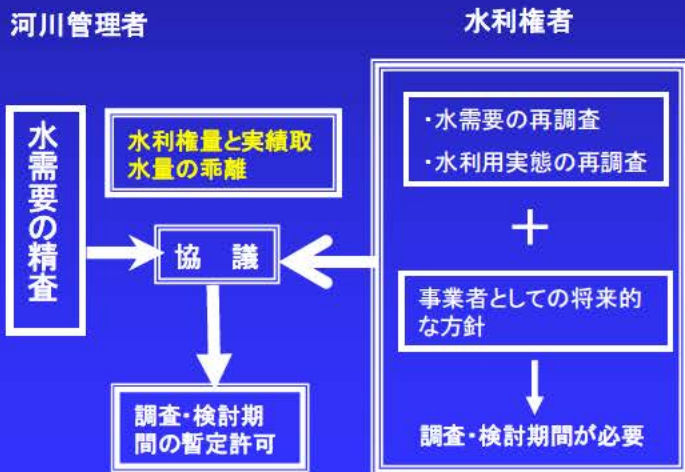 河川管理者
水利権者
水需要の精査
水利権量と実績取
水量の乖離
協 議
調査・検討期
間の暫定許可
・水需要の再調査
・水利用実態の再調査
＋
事業者としての将来的
な方針
調査・検討期間が必要